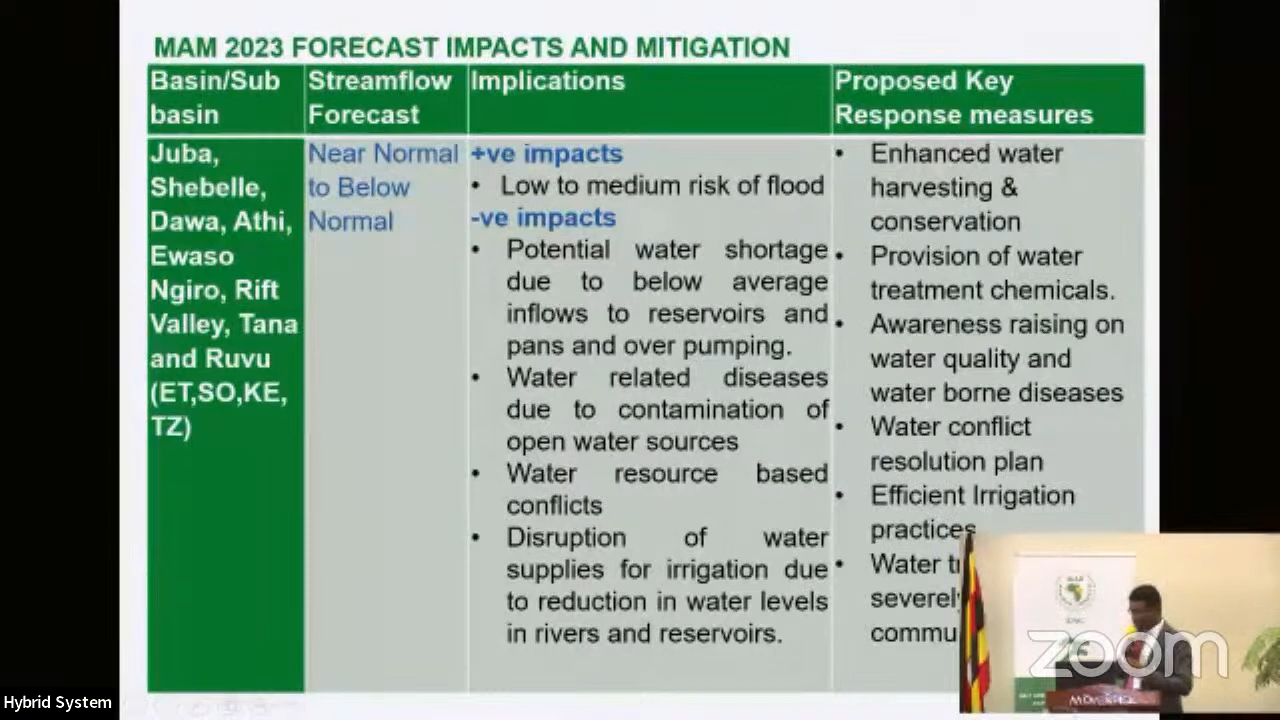 MAM 2023 FORECAST IMPACTS AND MITIGATION
Basin/Sub
basin
Streamflow
Forecast
Implications
Proposed Key
Response measures
Juba,
Shebelle,
Dawa, Athi,
Ewaso
Ngiro, Rift
Valley, Tana
and Ruvu
(ET,SO,KE,
TZ)
Near Normal
to Below
Normal
+ve impacts
• Low to medium risk of flood
-ve impacts
• Potential water shortage
due to below average
inflows to reservoirs and
pans and over pumping.
• Water related diseases
due to contamination of
open water sources
• Water resource based
conflicts
• Disruption of water
supplies for irrigation due
to reduction in water levels
in rivers and reservoirs.
• Enhanced water
harvesting &
conservation
• Provision of water
treatment chemicals.
• Awareness raising on
water quality and
water borne diseases
• Water conflict
resolution plan
• Efficient Irrigation
practices
• Water
zoom
Hybrid System